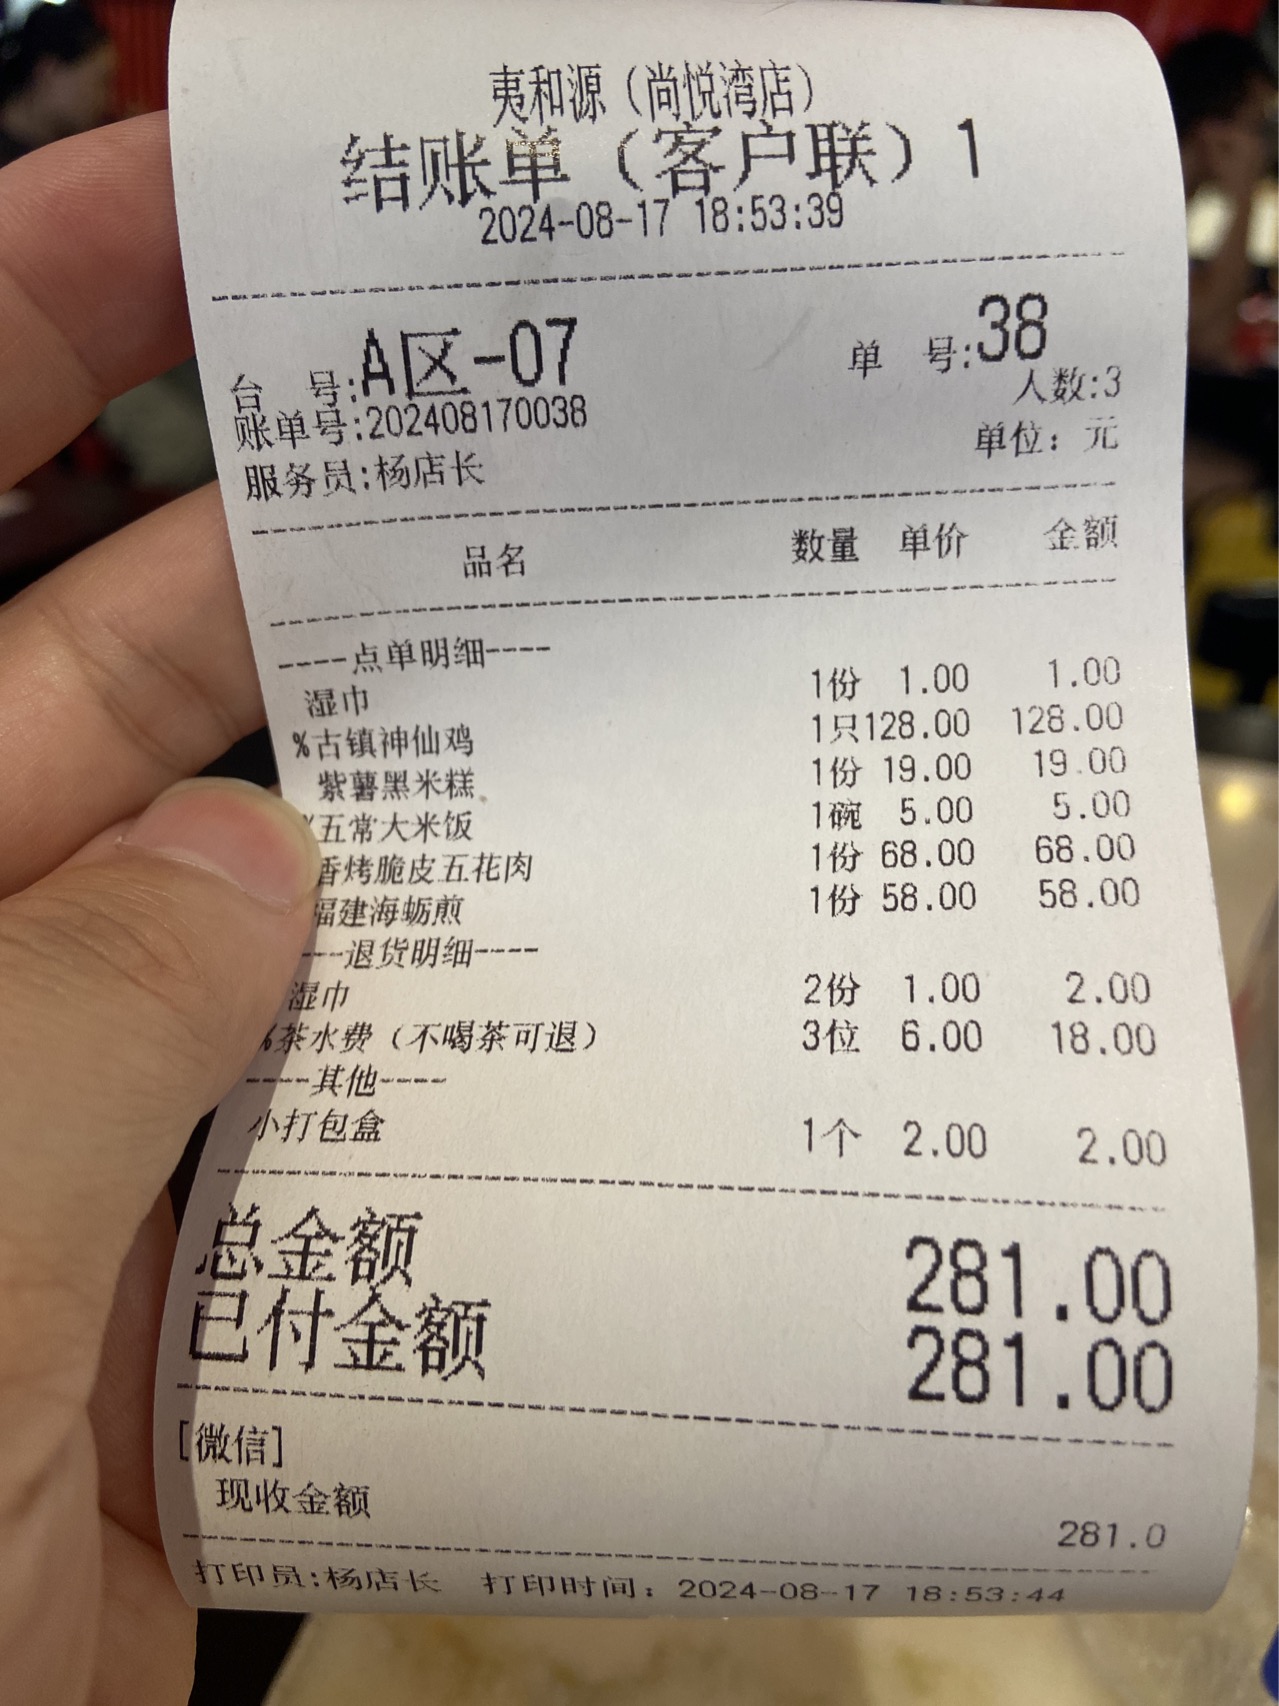 夷和源（尚悦湾店）
结账单（客户联）1
2024-08-17 18:53:39
台 号:A区-07 单 号:38
人数:3
账单号:202408170038
单位：元
服务员:杨店长
品名 数量 单价 金额
----点单明细----
湿巾 1份 1.00 1.00
%古镇神仙鸡 1只128.00 128.00
紫薯黑米糕 1份 19.00 19.00
%五常大米饭 1碗 5.00 5.00
香烤脆皮五花肉 1份 68.00 68.00
福建海蛎煎 1份 58.00 58.00
----退货明细----
湿巾 2份 1.00 2.00
%茶水费（不喝茶可退） 3位 6.00 18.00
----其他----
小打包盒 1个 2.00 2.00
总金额 281.00
已付金额 281.00
[微信]
现收金额 281.0
打印员:杨店长 打印时间：2024-08-17 18:53:44